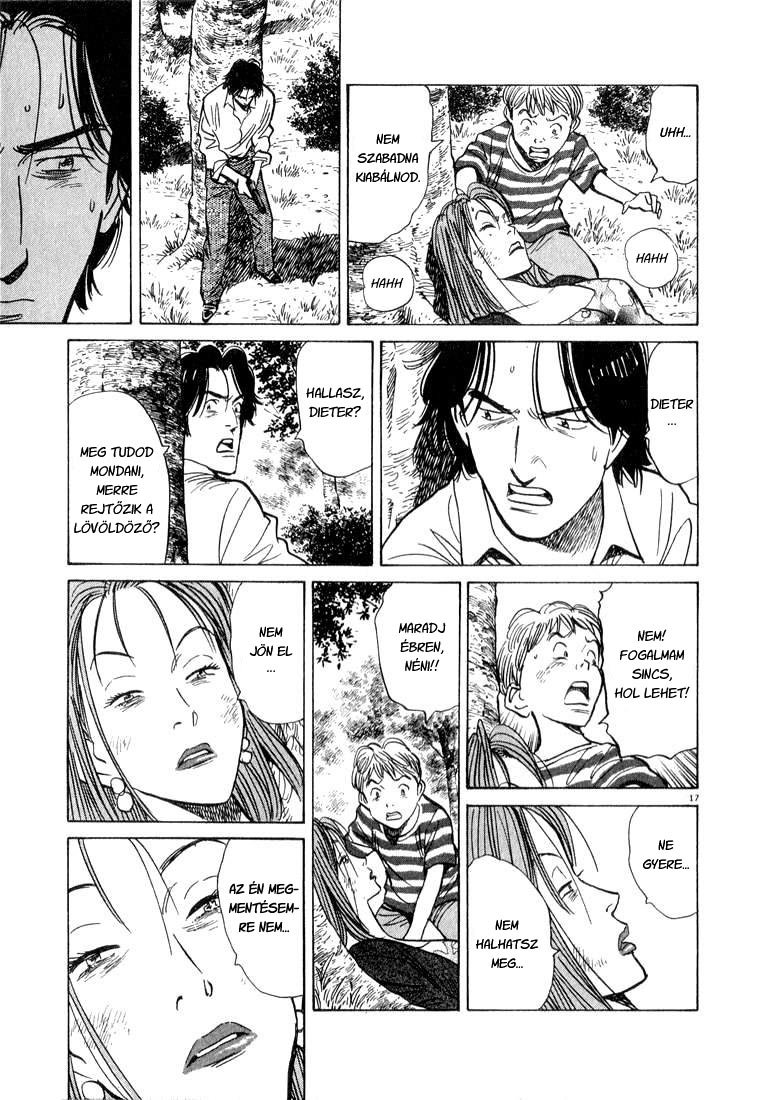 UHH...
NEM
SZABADNA
KIABÁLNOD.
HAHH
HAHH
DIETER
...
HALLASZ,
DIETER?
MEG TUDOD
MONDANI,
MERRE
REJTŐZIK A
LÖVÖLDÖZŐ?
NEM!
FOGALMAM
SINCS,
HOL LEHET!
MARADJ
ÉBREN,
NÉNI!!
NEM
JÖN EL
...
17
NE
GYERE...
NEM
HALHATSZ
MEG...
AZ ÉN MEG-
MENTÉSEM-
RE NEM...